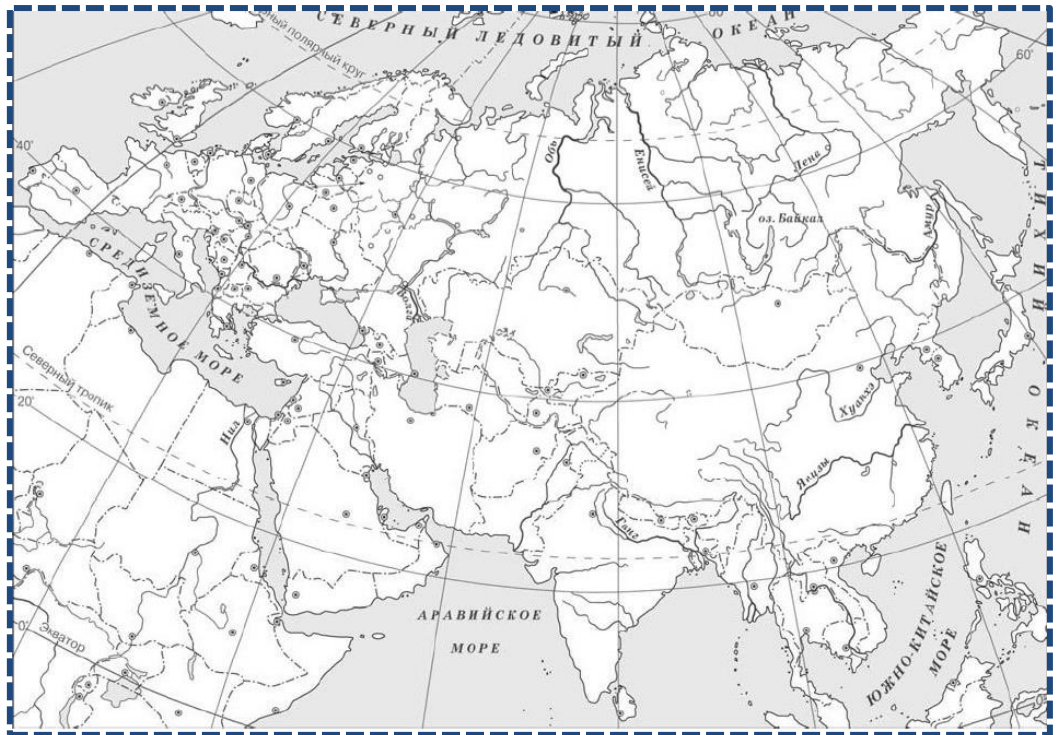 СЕВЕРНЫЙ ЛЕДОВИТЫЙ ОКЕАН
полярный круг
60°
40°
Обь
Енисей
Лена
оз. Байкал
Амур
ТИХИЙ ОКЕАН
СРЕДИЗЕМНОЕ МОРЕ
Волга
Северный тропик
20°
Нил
Хуанхэ
Янцзы
Ганг
АРАВИЙСКОЕ
МОРЕ
ЮЖНО-КИТАЙСКОЕ
МОРЕ
0°
Экватор